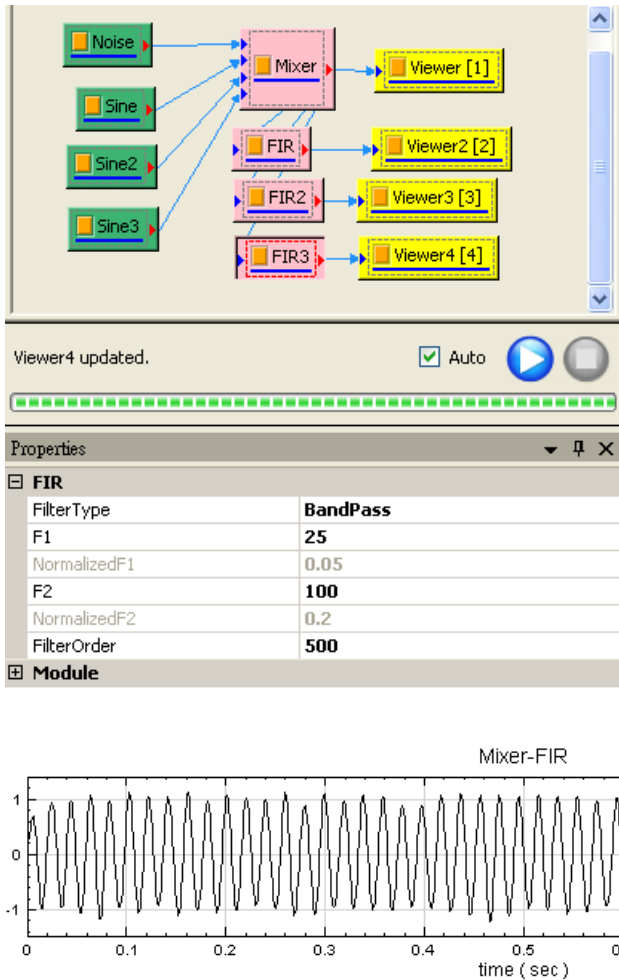 Noise
Mixer
Viewer [1]
Sine
FIR
Viewer2 [2]
Sine2
FIR2
Viewer3 [3]
Sine3
FIR3
Viewer4 [4]
Viewer4 updated.
Auto
Properties
FIR
FilterType BandPass
F1 25
NormalizedF1 0.05
F2 100
NormalizedF2 0.2
FilterOrder 500
Module
Mixer-FIR
1
0
-1
0 0.1 0.2 0.3 0.4 0.5
time ( sec )